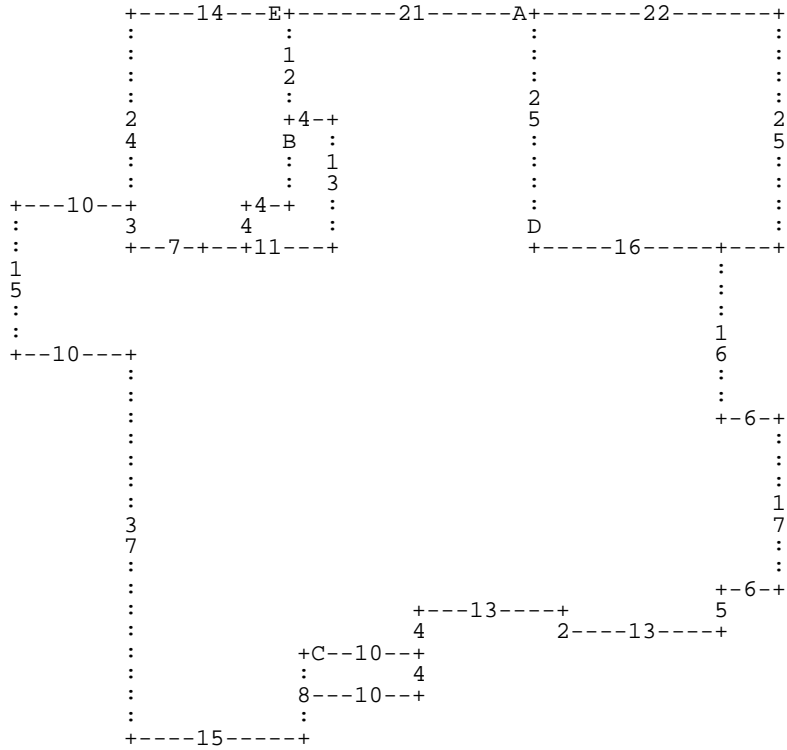 +----14---E+-------21------A+-------22-------+
: : : :
: 1 : :
: 2 : :
: : 2 :
2 +4-+ 5 2
4 B : : 5
: : 1 : :
: : 3 : :
+---10--+ +4-+ : : :
: 3 4 : D :
: +--7-+--+11---+ +-----16-----+---+
1 :
5 :
: :
: 1
+--10---+ 6
: :
: :
: +-6-+
: :
: :
: :
: 1
3 7
7 :
: :
: +-6-+
: +---13----+ 5
: 4 2----13----+
: +C--10--+
: : 4
: 8---10--+
: :
+----15-----+